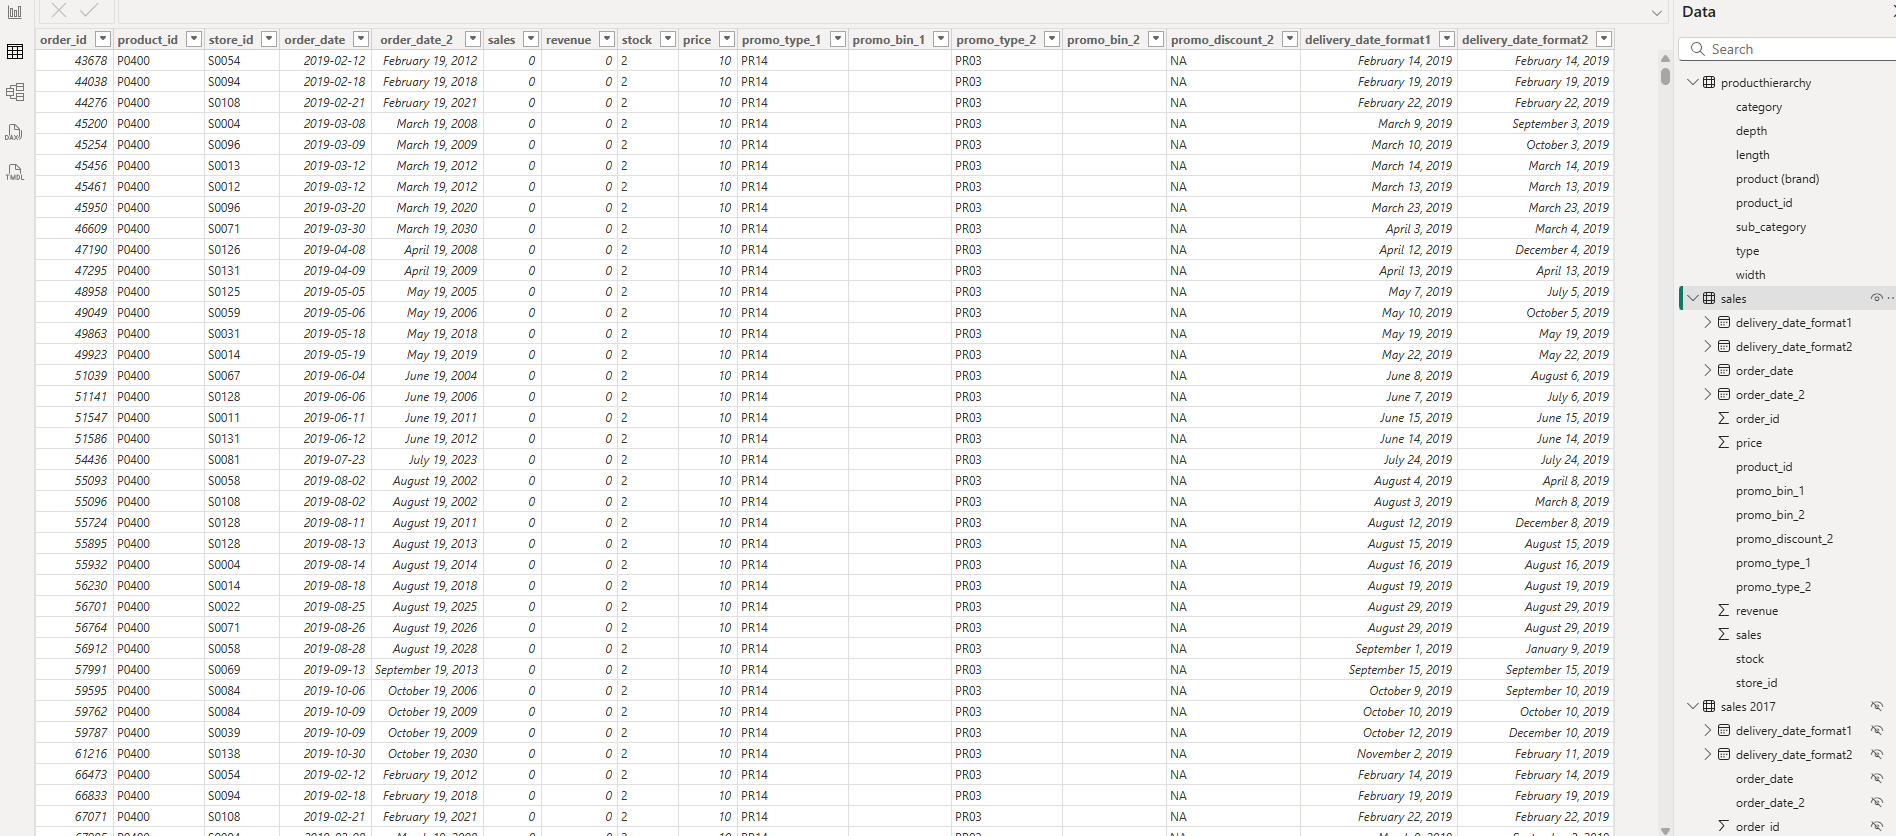 Data
order_id product_id store_id order_date order_date_2 sales revenue stock price promo_type_1 promo_bin_1 promo_type_2 promo_bin_2 promo_discount_2 delivery_date_format1 delivery_date_format2
43678 P0400 S0054 2019-02-12 February 19, 2012 0 0 2 10 PR14 PR03 NA February 14, 2019 February 14, 2019
44038 P0400 S0094 2019-02-18 February 19, 2018 0 0 2 10 PR14 PR03 NA February 19, 2019 February 19, 2019
44276 P0400 S0108 2019-02-21 February 19, 2021 0 0 2 10 PR14 PR03 NA February 22, 2019 February 22, 2019
45200 P0400 S0004 2019-03-08 March 19, 2008 0 0 2 10 PR14 PR03 NA March 9, 2019 September 3, 2019
45254 P0400 S0096 2019-03-09 March 19, 2009 0 0 2 10 PR14 PR03 NA March 10, 2019 October 3, 2019
45456 P0400 S0013 2019-03-12 March 19, 2012 0 0 2 10 PR14 PR03 NA March 14, 2019 March 14, 2019
45461 P0400 S0012 2019-03-12 March 19, 2012 0 0 2 10 PR14 PR03 NA March 13, 2019 March 13, 2019
45950 P0400 S0096 2019-03-20 March 19, 2020 0 0 2 10 PR14 PR03 NA March 23, 2019 March 23, 2019
46609 P0400 S0071 2019-03-30 March 19, 2030 0 0 2 10 PR14 PR03 NA April 3, 2019 March 4, 2019
47190 P0400 S0126 2019-04-08 April 19, 2008 0 0 2 10 PR14 PR03 NA April 12, 2019 December 4, 2019
47295 P0400 S0131 2019-04-09 April 19, 2009 0 0 2 10 PR14 PR03 NA April 13, 2019 April 13, 2019
48958 P0400 S0125 2019-05-05 May 19, 2005 0 0 2 10 PR14 PR03 NA May 7, 2019 July 5, 2019
49049 P0400 S0059 2019-05-06 May 19, 2006 0 0 2 10 PR14 PR03 NA May 10, 2019 October 5, 2019
49863 P0400 S0031 2019-05-18 May 19, 2018 0 0 2 10 PR14 PR03 NA May 19, 2019 May 19, 2019
49923 P0400 S0014 2019-05-19 May 19, 2019 0 0 2 10 PR14 PR03 NA May 22, 2019 May 22, 2019
51039 P0400 S0067 2019-06-04 June 19, 2004 0 0 2 10 PR14 PR03 NA June 8, 2019 August 6, 2019
51141 P0400 S0128 2019-06-06 June 19, 2006 0 0 2 10 PR14 PR03 NA June 7, 2019 July 6, 2019
51547 P0400 S0011 2019-06-11 June 19, 2011 0 0 2 10 PR14 PR03 NA June 15, 2019 June 15, 2019
51586 P0400 S0131 2019-06-12 June 19, 2012 0 0 2 10 PR14 PR03 NA June 14, 2019 June 14, 2019
54436 P0400 S0081 2019-07-23 July 19, 2023 0 0 2 10 PR14 PR03 NA July 24, 2019 July 24, 2019
55093 P0400 S0058 2019-08-02 August 19, 2002 0 0 2 10 PR14 PR03 NA August 4, 2019 April 8, 2019
55096 P0400 S0108 2019-08-02 August 19, 2002 0 0 2 10 PR14 PR03 NA August 3, 2019 March 8, 2019
55724 P0400 S0128 2019-08-11 August 19, 2011 0 0 2 10 PR14 PR03 NA August 12, 2019 December 8, 2019
55895 P0400 S0128 2019-08-13 August 19, 2013 0 0 2 10 PR14 PR03 NA August 15, 2019 August 15, 2019
55932 P0400 S0004 2019-08-14 August 19, 2014 0 0 2 10 PR14 PR03 NA August 16, 2019 August 16, 2019
56230 P0400 S0014 2019-08-18 August 19, 2018 0 0 2 10 PR14 PR03 NA August 19, 2019 August 19, 2019
56701 P0400 S0022 2019-08-25 August 19, 2025 0 0 2 10 PR14 PR03 NA August 29, 2019 August 29, 2019
56764 P0400 S0071 2019-08-26 August 19, 2026 0 0 2 10 PR14 PR03 NA August 29, 2019 August 29, 2019
56912 P0400 S0058 2019-08-28 August 19, 2028 0 0 2 10 PR14 PR03 NA September 1, 2019 January 9, 2019
57991 P0400 S0069 2019-09-13 September 19, 2013 0 0 2 10 PR14 PR03 NA September 15, 2019 September 15, 2019
59595 P0400 S0084 2019-10-06 October 19, 2006 0 0 2 10 PR14 PR03 NA October 9, 2019 September 10, 2019
59762 P0400 S0084 2019-10-09 October 19, 2009 0 0 2 10 PR14 PR03 NA October 10, 2019 October 10, 2019
59787 P0400 S0039 2019-10-09 October 19, 2009 0 0 2 10 PR14 PR03 NA October 12, 2019 December 10, 2019
61216 P0400 S0138 2019-10-30 October 19, 2030 0 0 2 10 PR14 PR03 NA November 2, 2019 February 11, 2019
66473 P0400 S0054 2019-02-12 February 19, 2012 0 0 2 10 PR14 PR03 NA February 14, 2019 February 14, 2019
66833 P0400 S0094 2019-02-18 February 19, 2018 0 0 2 10 PR14 PR03 NA February 19, 2019 February 19, 2019
67071 P0400 S0108 2019-02-21 February 19, 2021 0 0 2 10 PR14 PR03 NA February 22, 2019 February 22, 2019
DAX
TMDL
Search
producthierarchy
category
depth
length
product (brand)
product_id
sub_category
type
width
sales
delivery_date_format1
delivery_date_format2
order_date
order_date_2
order_id
price
product_id
promo_bin_1
promo_bin_2
promo_discount_2
promo_type_1
promo_type_2
revenue
sales
stock
store_id
sales 2017
delivery_date_format1
delivery_date_format2
order_date
order_date_2
order_id